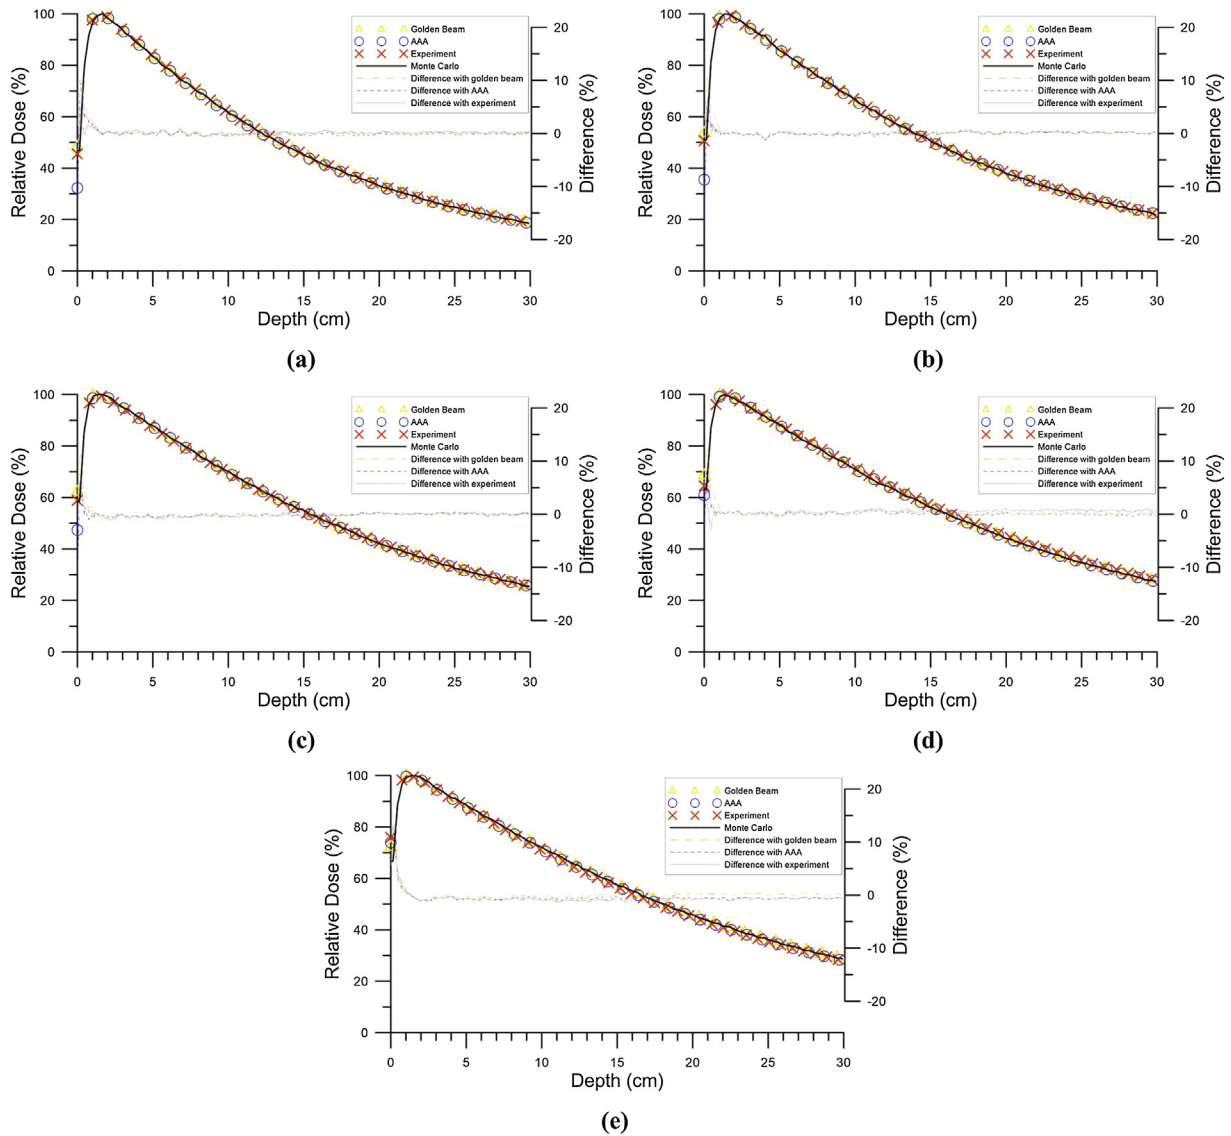 100
80
60
40
20
0
Relative Dose (%)
Golden Beam
AAA
Experiment
Monte Carlo
Difference with golden beam
Difference with AAA
Difference with experiment
20
10
0
-10
-20
Difference (%)
0 5 10 15 20 25 30
Depth (cm)
(a)
100
80
60
40
20
0
Relative Dose (%)
Golden Beam
AAA
Experiment
Monte Carlo
Difference with golden beam
Difference with AAA
Difference with experiment
20
10
0
-10
-20
Difference (%)
0 5 10 15 20 25 30
Depth (cm)
(b)
100
80
60
40
20
0
Relative Dose (%)
Golden Beam
AAA
Experiment
Monte Carlo
Difference with golden beam
Difference with AAA
Difference with experiment
20
10
0
-10
-20
Difference (%)
0 5 10 15 20 25 30
Depth (cm)
(c)
100
80
60
40
20
0
Relative Dose (%)
Golden Beam
AAA
Experiment
Monte Carlo
Difference with golden beam
Difference with AAA
Difference with experiment
20
10
0
-10
-20
Difference (%)
0 5 10 15 20 25 30
Depth (cm)
(d)
100
80
60
40
20
0
Relative Dose (%)
Golden Beam
AAA
Experiment
Monte Carlo
Difference with golden beam
Difference with AAA
Difference with experiment
20
10
0
-10
-20
Difference (%)
0 5 10 15 20 25 30
Depth (cm)
(e)